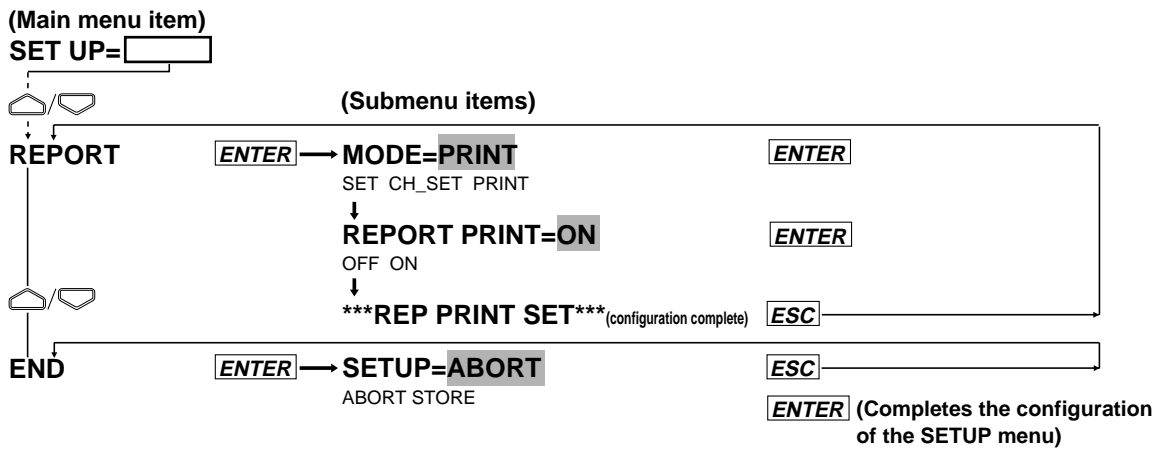 (Main menu item)
SET UP=
/
(Submenu items)
REPORT ENTER MODE=PRINT ENTER
SET CH_SET PRINT
REPORT PRINT=ON ENTER
OFF ON
/
***REP PRINT SET***(configuration complete) ESC
END ENTER SETUP=ABORT ESC
ABORT STORE
ENTER (Completes the configuration
of the SETUP menu)